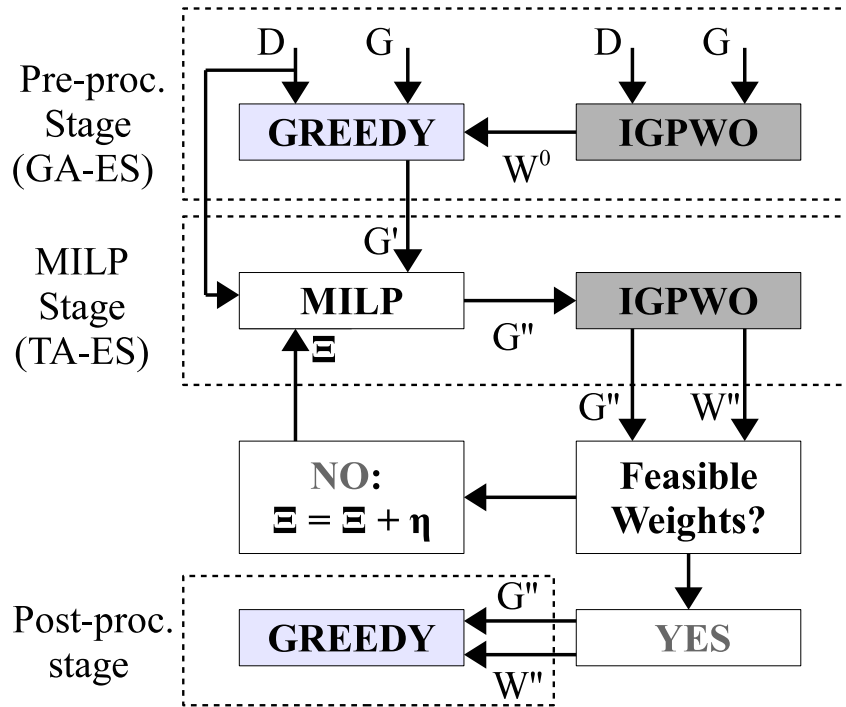 D G D G
Pre-proc.
Stage
(GA-ES)
GREEDY
IGPWO
W⁰
G'
MILP
Stage
(TA-ES)
MILP
IGPWO
G"
Ξ
G" W"
NO:
Ξ = Ξ + η
Feasible
Weights?
Post-proc.
stage
GREEDY
G"
W"
YES